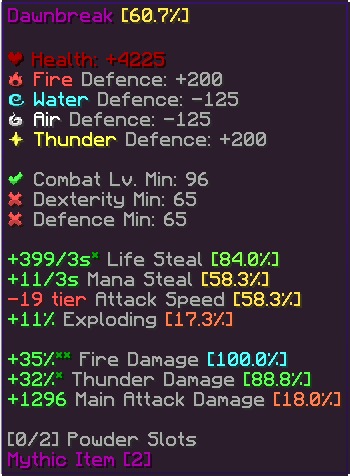 Dawnbreak [60.7%]
Health: +4225
Fire Defence: +200
Water Defence: -125
Air Defence: -125
Thunder Defence: +200
Combat Lv. Min: 96
Dexterity Min: 65
Defence Min: 65
+399/3s* Life Steal [84.0%]
+11/3s Mana Steal [58.3%]
-19 tier Attack Speed [58.3%]
+11% Exploding [17.3%]
+35%** Fire Damage [100.0%]
+32%* Thunder Damage [88.8%]
+1296 Main Attack Damage [18.0%]
[0/2] Powder Slots
Mythic Item [2]